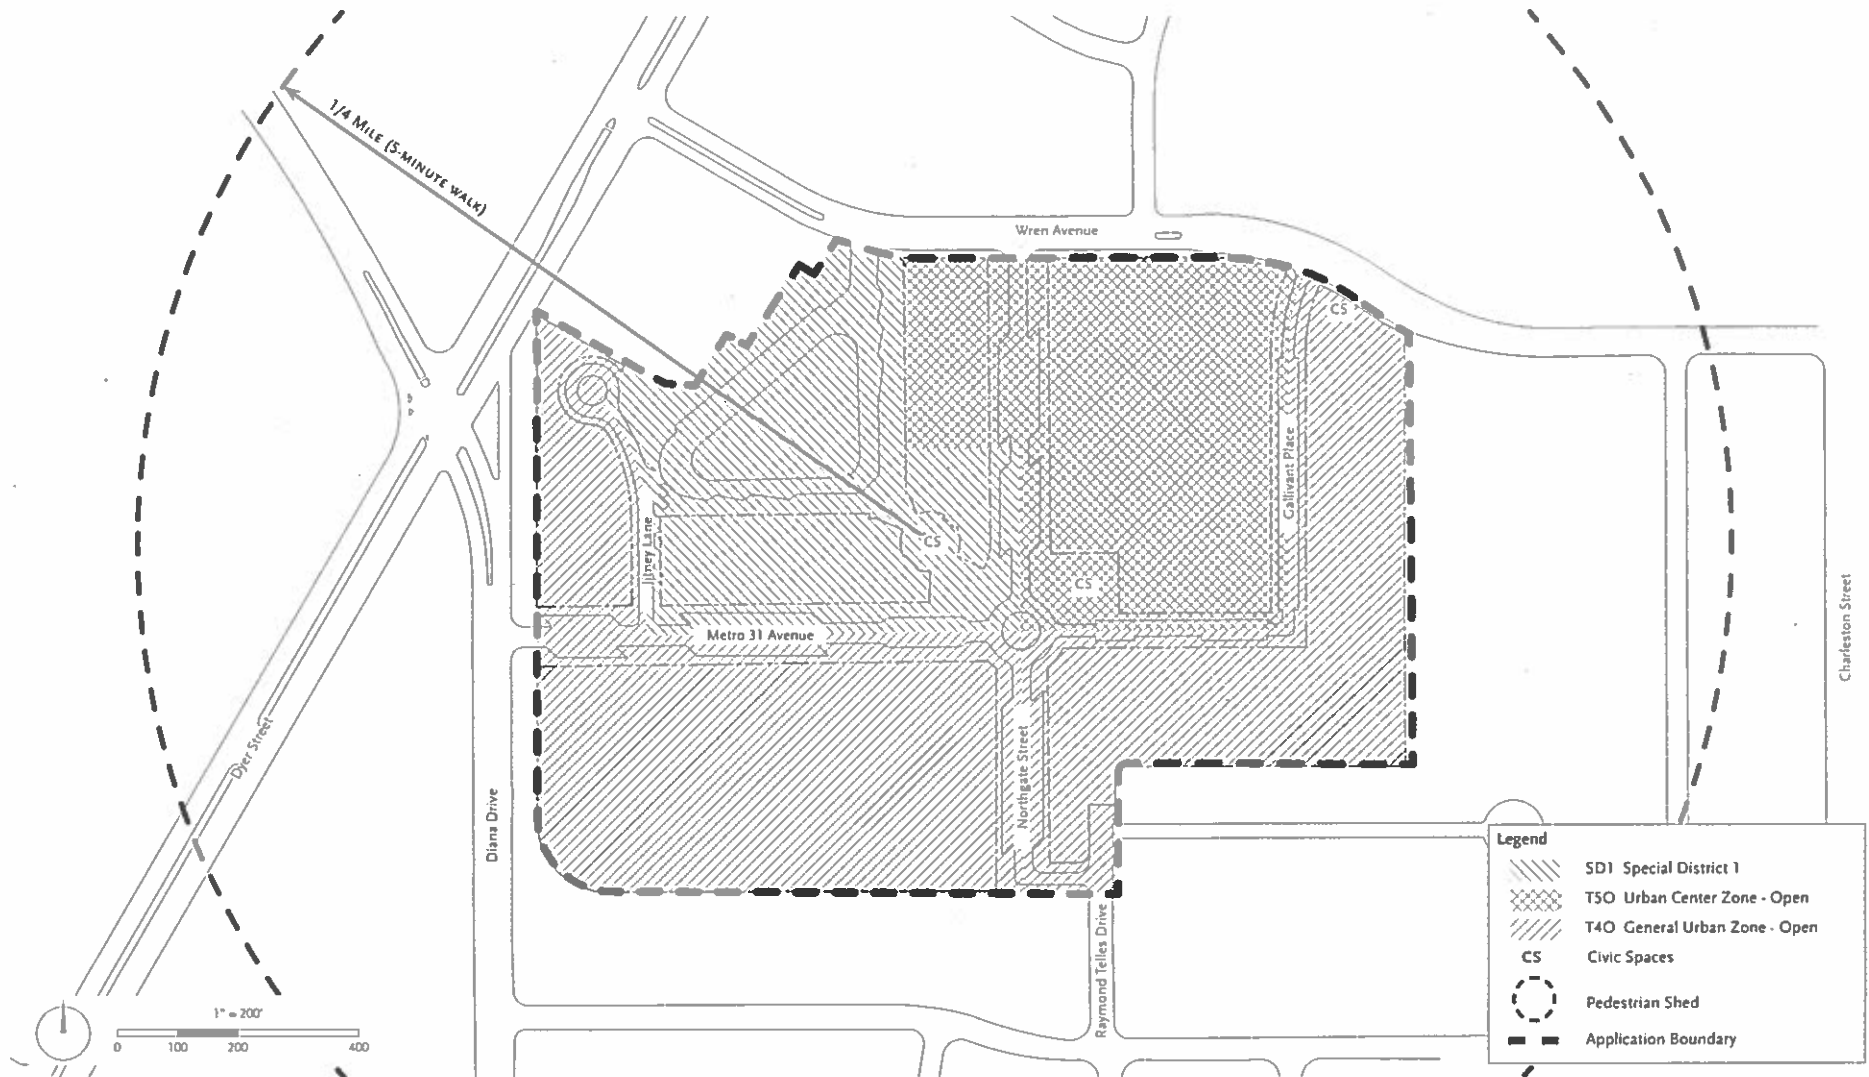 1/4 MILE (5-MINUTE WALK)
Wren Avenue
CS
Gallivant Place
CS
Jitney Lane
CS
Metro 31 Avenue
Charleston Street
Dyer Street
Northgate Street
Diana Drive
Raymond Telles Drive
1" = 200'
0 100 200 400
Legend
SD1 Special District 1
T5O Urban Center Zone - Open
T4O General Urban Zone - Open
CS Civic Spaces
Pedestrian Shed
Application Boundary